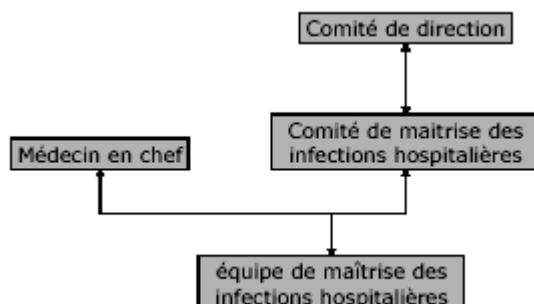 Comité de direction
Comité de maitrise des
infections hospitalières
Médecin en chef
équipe de maîtrise des
infections hospitalières